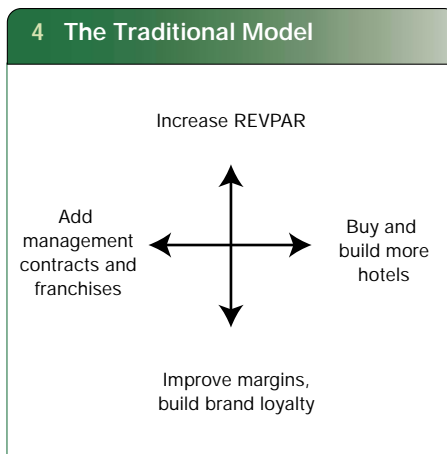 4 The Traditional Model
Increase REVPAR
Add
management
contracts and
franchises
Buy and
build more
hotels
Improve margins,
build brand loyalty